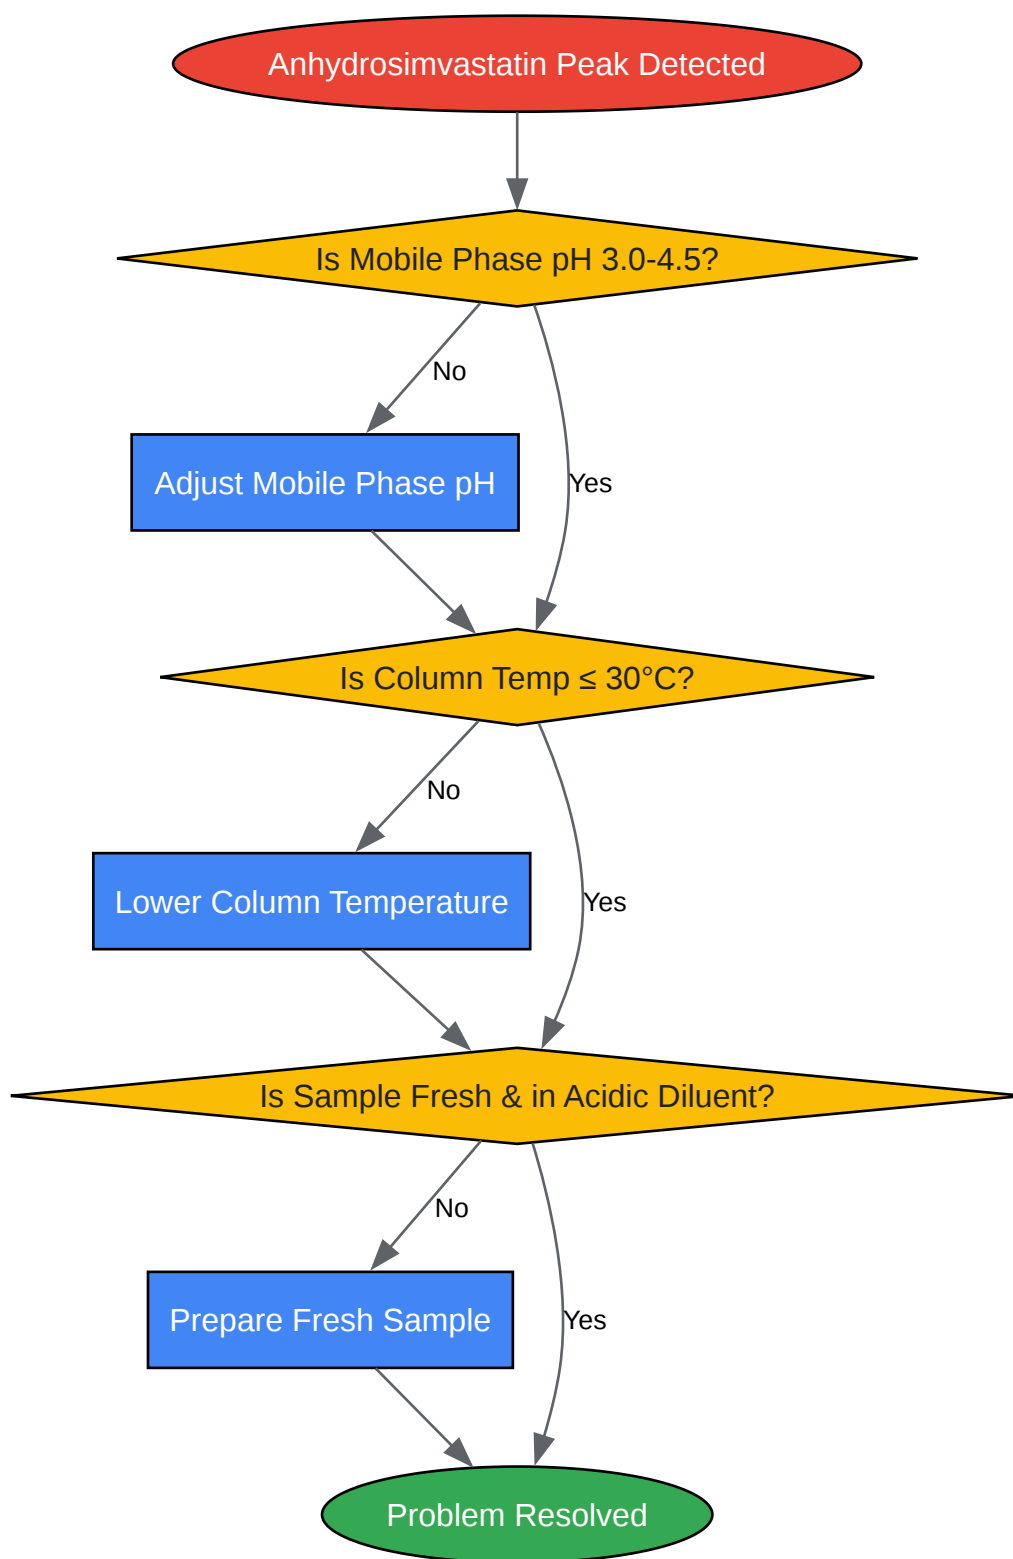 Anhydrosimvastatin Peak Detected
Is Mobile Phase pH 3.0-4.5?
No
Adjust Mobile Phase pH
Yes
Is Column Temp ≤ 30°C?
No
Lower Column Temperature
Yes
Is Sample Fresh & in Acidic Diluent?
No
Prepare Fresh Sample
Yes
Problem Resolved